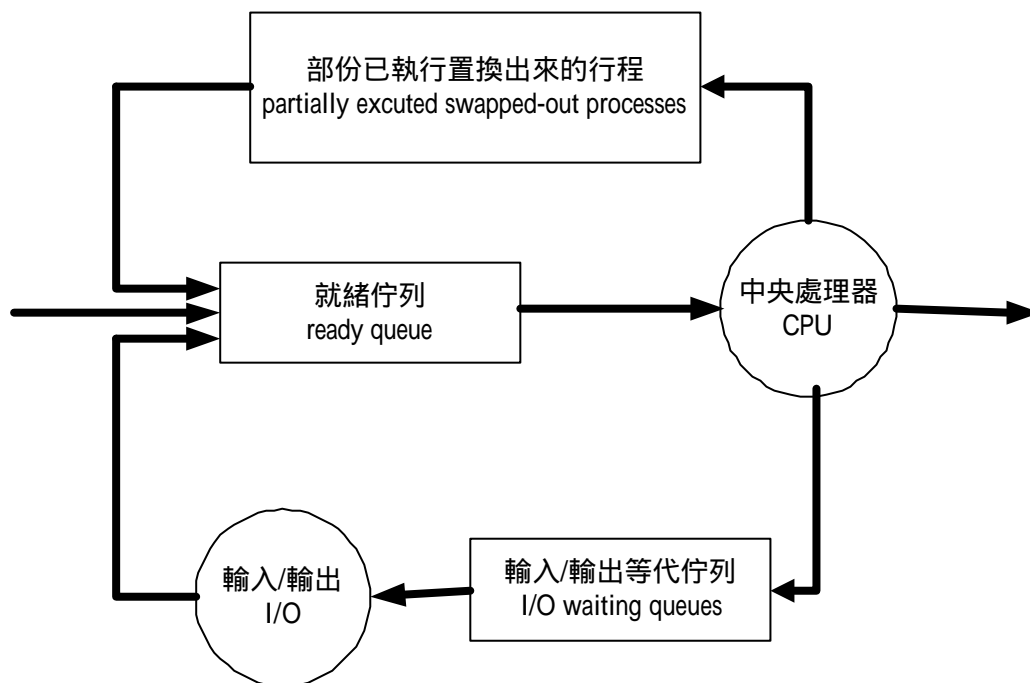 部份已執行置換出來的行程
partially excuted swapped-out processes
就緒佇列
ready queue
中央處理器
CPU
輸入/輸出
I/O
輸入/輸出等代佇列
I/O waiting queues